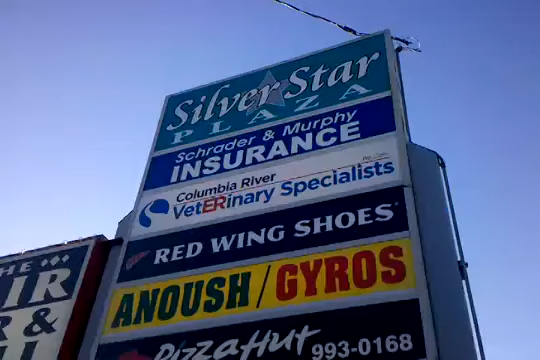 Silver Star
PLAZA
Schrader & Murphy
INSURANCE
Columbia River
VetERinary Specialists
RED WING SHOES
ANOUSH / GYROS
Pizza Hut 993-0168
THE
&